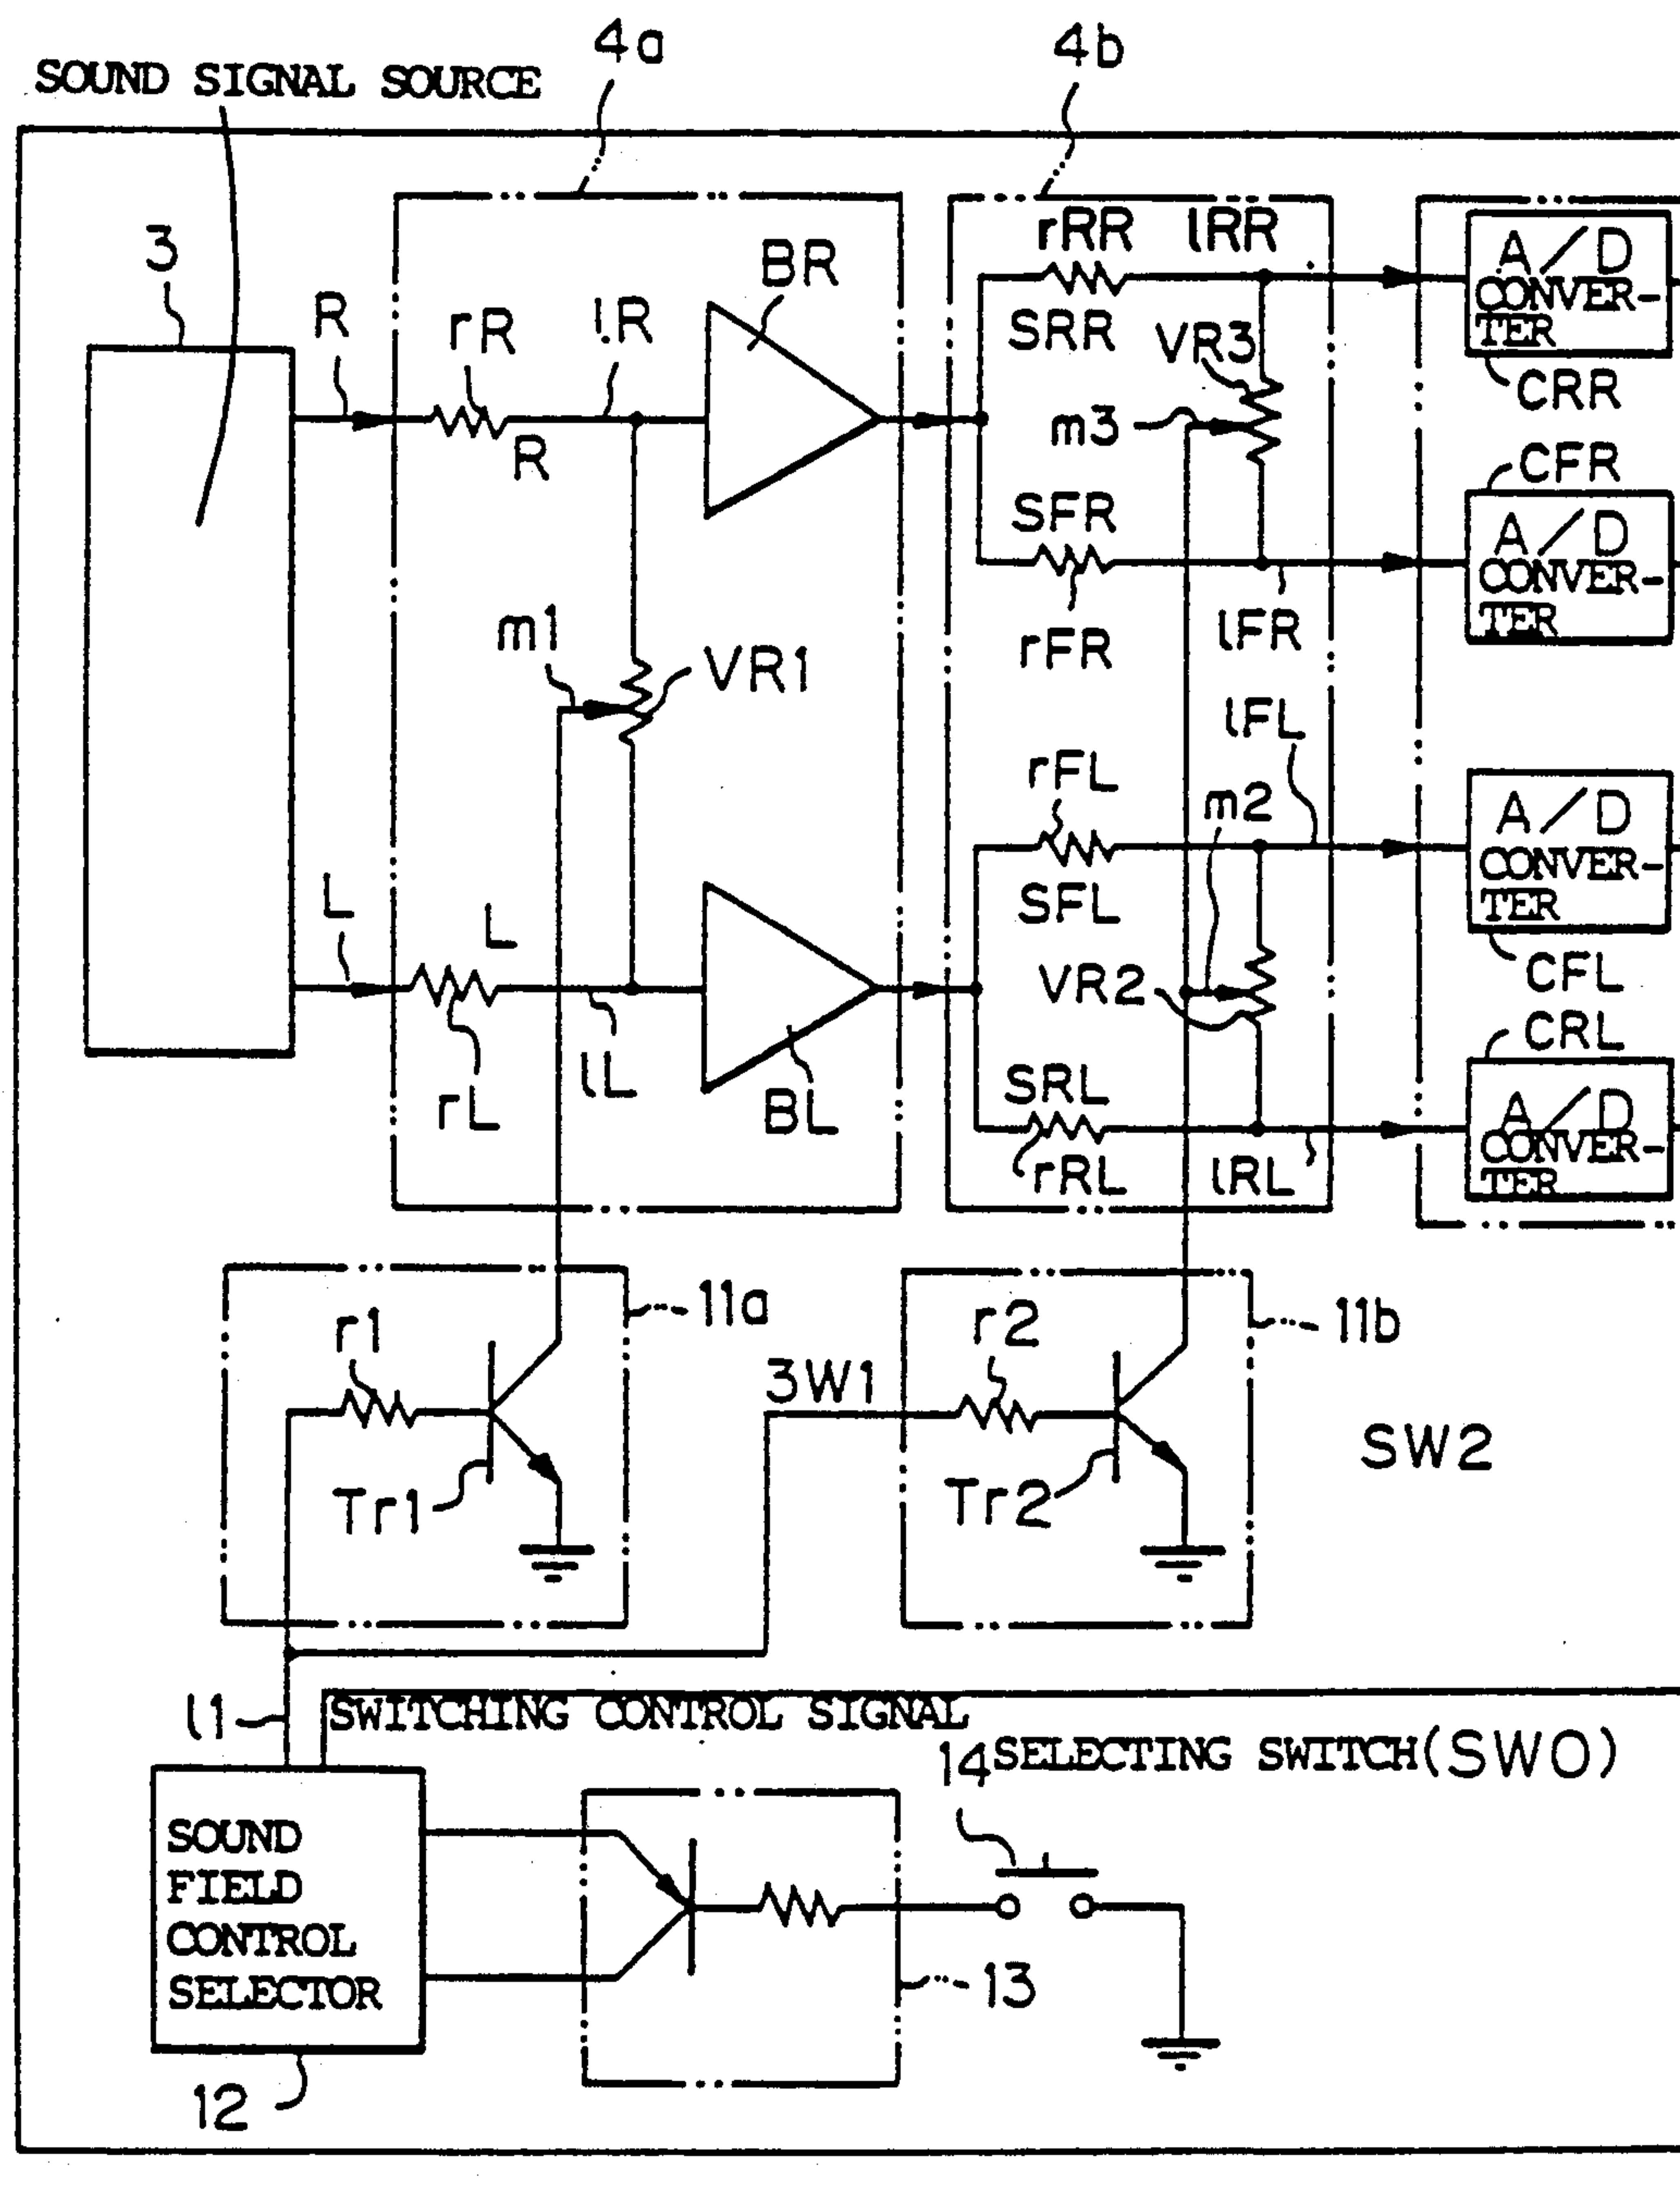 4a
4b
SOUND SIGNAL SOURCE
3
R
rR
lR
R
BR
rRR
lRR
SRR
VR3
m3
SFR
rFR
lFR
A/D
CONVER-
TER
CRR
CFR
A/D
CONVER-
TER
m1
VR1
lFL
rFL
m2
SFL
A/D
CONVER-
TER
CFL
L
L
rL
lL
BL
VR2
SRL
rRL
lRL
CRL
A/D
CONVER-
TER
r1
11a
Tr1
3W1
r2
11b
Tr2
SW2
l1
SWITCHING CONTROL SIGNAL
14
SELECTING SWITCH(SW0)
SOUND
FIELD
CONTROL
SELECTOR
12
13